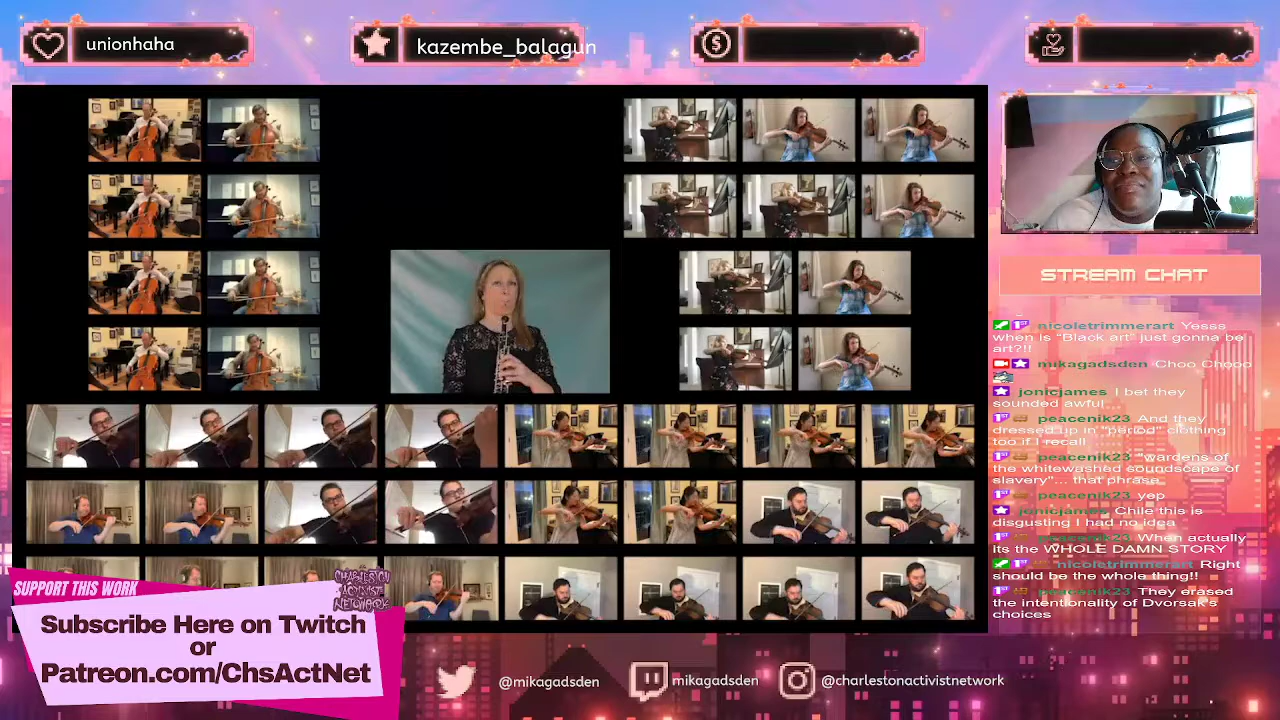 unionhaha
kazembe_balagun
STREAM CHAT
nicoletrimmerart Yesss
when is "Black art" just gonna be
art?!!
mikagadsden Choo Chooo
jonicjames I bet they
sounded awful...
peacenik23 And they
dressed up in "period" clothing
too if I recall
peacenik23 "wardens of
the whitewashed soundscape of
slavery"... that phrase
peacenik23 yep
jonicjames Chile this is
disgusting I had no idea
peacenik23 When actually
its the WHOLE DAMN STORY
nicoletrimmerart Right
should be the whole thing!!
peacenik23 They erased
the intentionality of Dvorsak's
choices
SUPPORT THIS WORK
CHARLESTON
ACTIVIST
NETWORK
Subscribe Here on Twitch
or
Patreon.com/ChsActNet
@mikagadsden
mikagadsden
@charlestonactivistnetwork